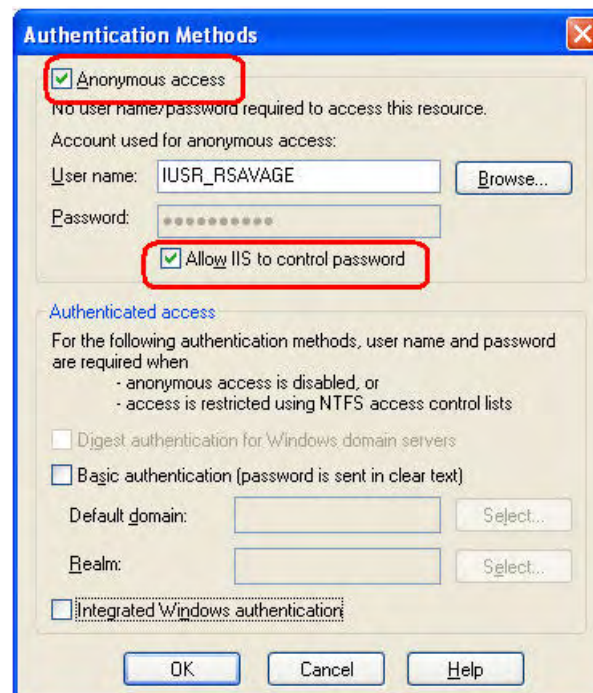 Authentication Methods
Anonymous access
No user name/password required to access this resource.
Account used for anonymous access:
User name: IUSR_RSAVAGE Browse...
Password:
Allow IIS to control password
Authenticated access
For the following authentication methods, user name and password
are required when
- anonymous access is disabled, or
- access is restricted using NTFS access control lists
Digest authentication for Windows domain servers
Basic authentication (password is sent in clear text)
Default domain: Select...
Realm: Select...
Integrated Windows authentication
OK Cancel Help